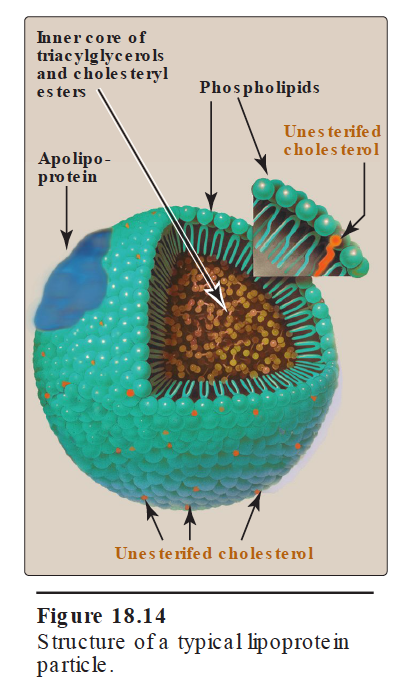 Inner core of
triacylglycerols
and cholesteryl
esters
Phospholipids
Unesterifed
cholesterol
Apolipo-
protein
Unesterifed cholesterol
Figure 18.14
Structure of a typical lipoprotein
particle.